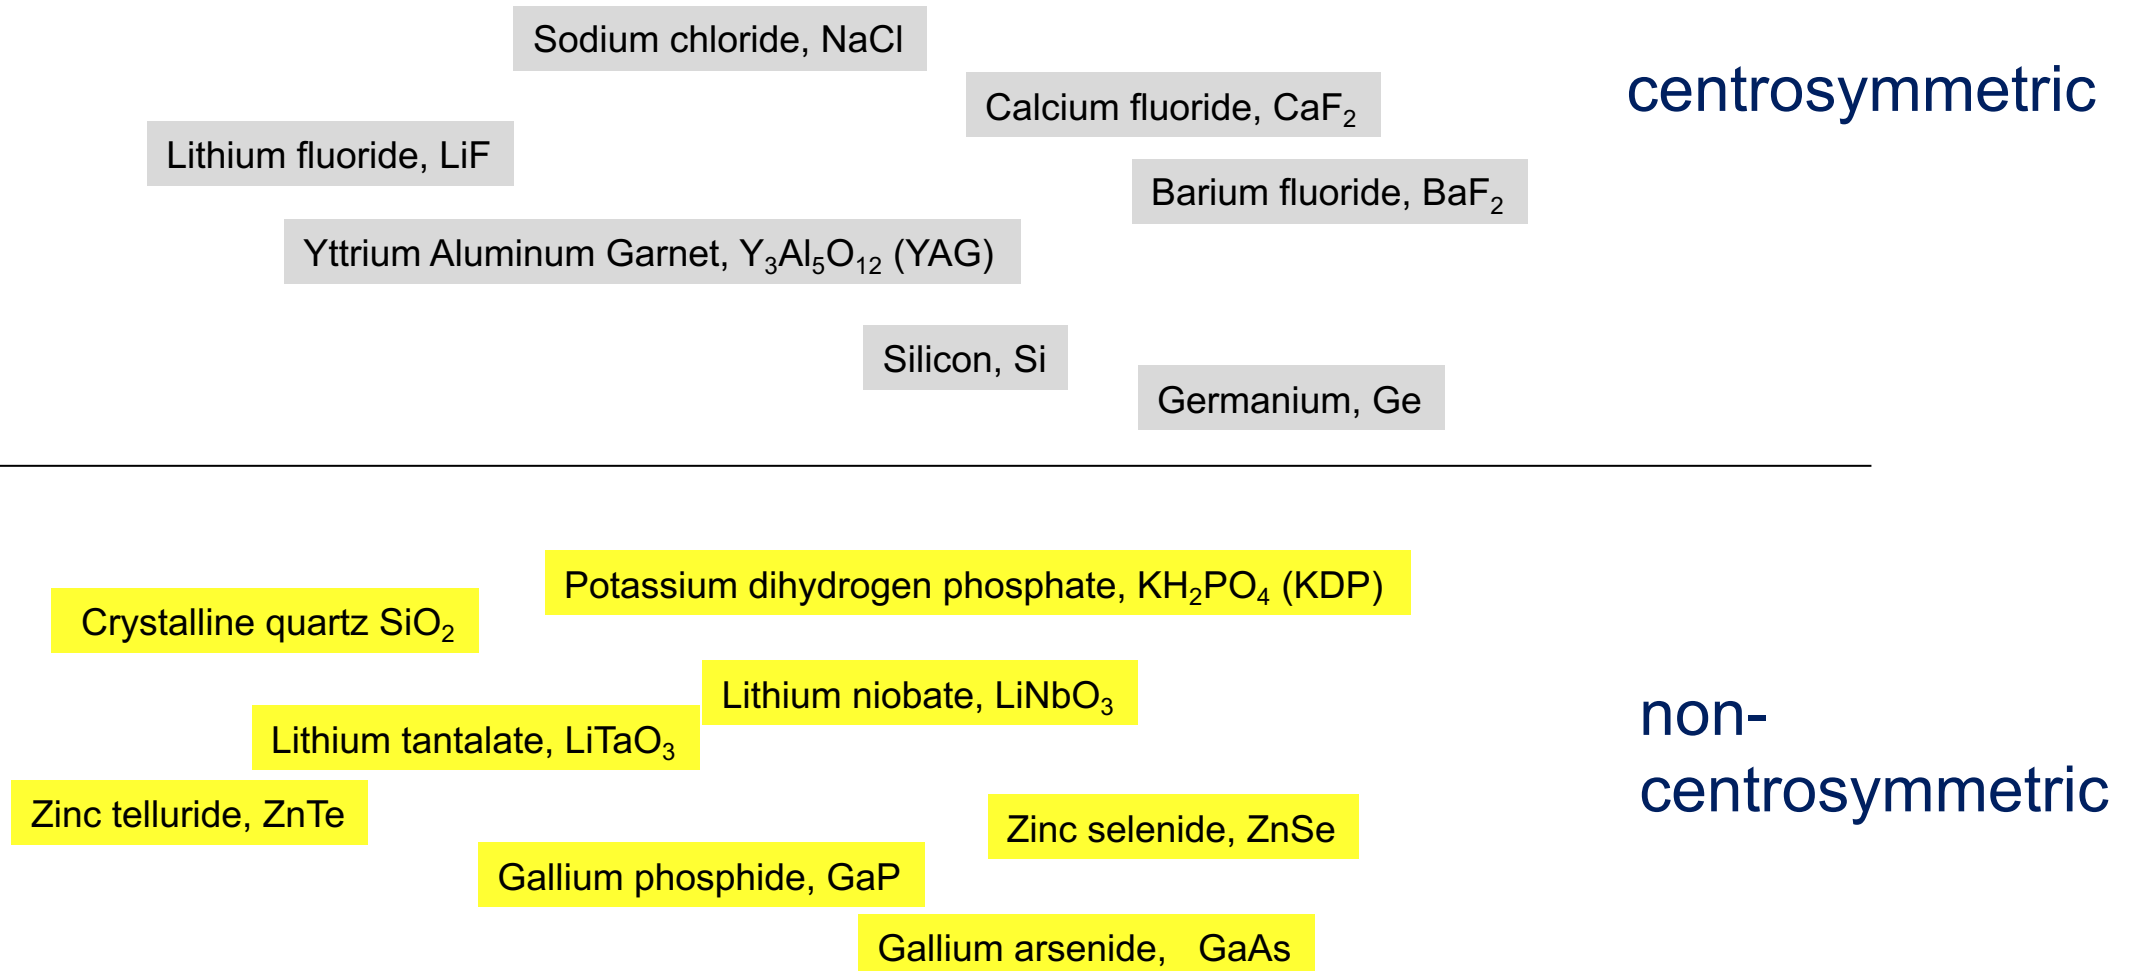 Sodium chloride, NaCl
centrosymmetric
Calcium fluoride, CaF₂
Lithium fluoride, LiF
Barium fluoride, BaF₂
Yttrium Aluminum Garnet, Y₃Al₅O₁₂ (YAG)
Silicon, Si
Germanium, Ge
Potassium dihydrogen phosphate, KH₂PO₄ (KDP)
Crystalline quartz SiO₂
Lithium niobate, LiNbO₃
Lithium tantalate, LiTaO₃
non-
centrosymmetric
Zinc telluride, ZnTe
Zinc selenide, ZnSe
Gallium phosphide, GaP
Gallium arsenide, GaAs